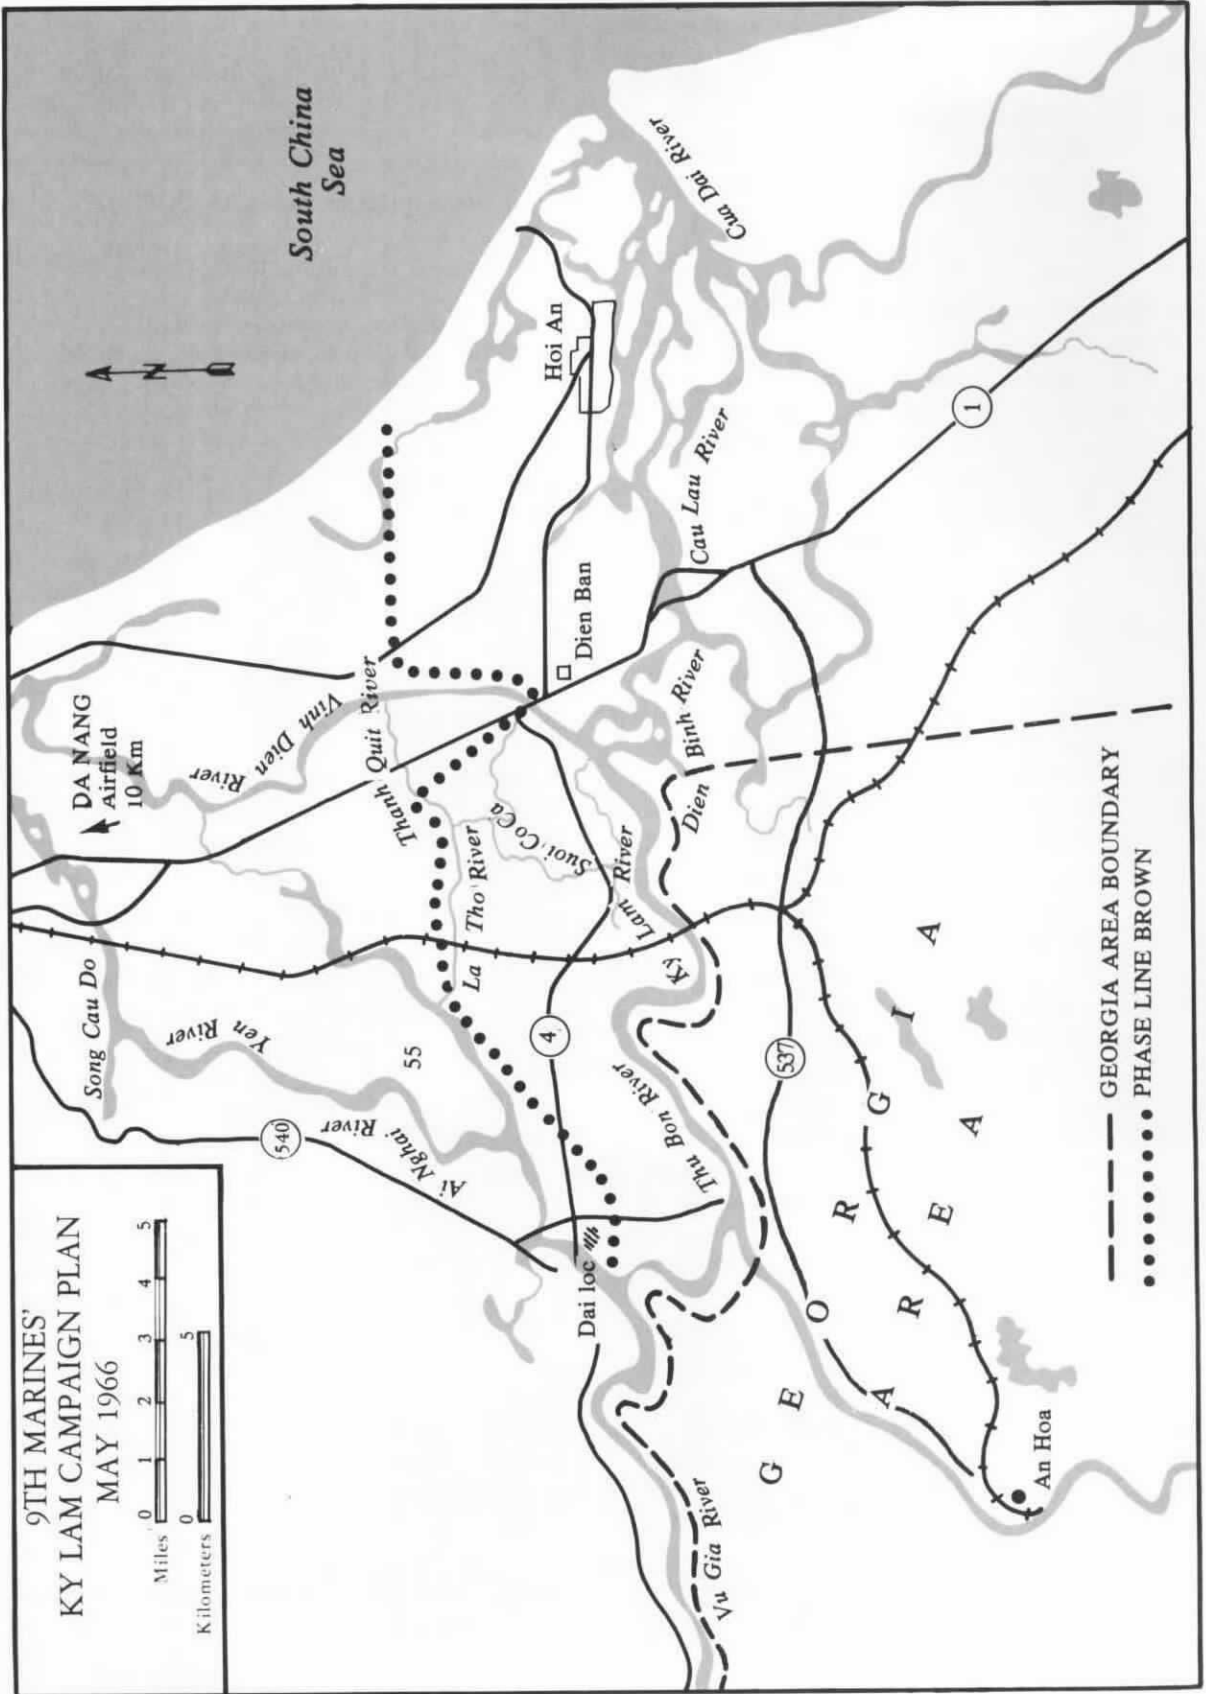 9TH MARINES'
KY LAM CAMPAIGN PLAN
MAY 1966
Miles
0 1 2 3 4 5
Kilometers
0 5
South China
Sea
N
DA NANG
Airfield
10 Km
Song Cau Do
Yen River
Vinh Dien River
540
Ai Nghai River
55
Thanh Quit River
La Tho River
Suoi Co Ca
Hoi An
Cua Dai River
Dien Ban
Cau Lau River
Dai loc
4
Ky Lam River
Thu Bon River
Dien Binh River
Vu Gia River
537
1
GEORGIA
AREA
An Hoa
GEORGIA AREA BOUNDARY
PHASE LINE BROWN